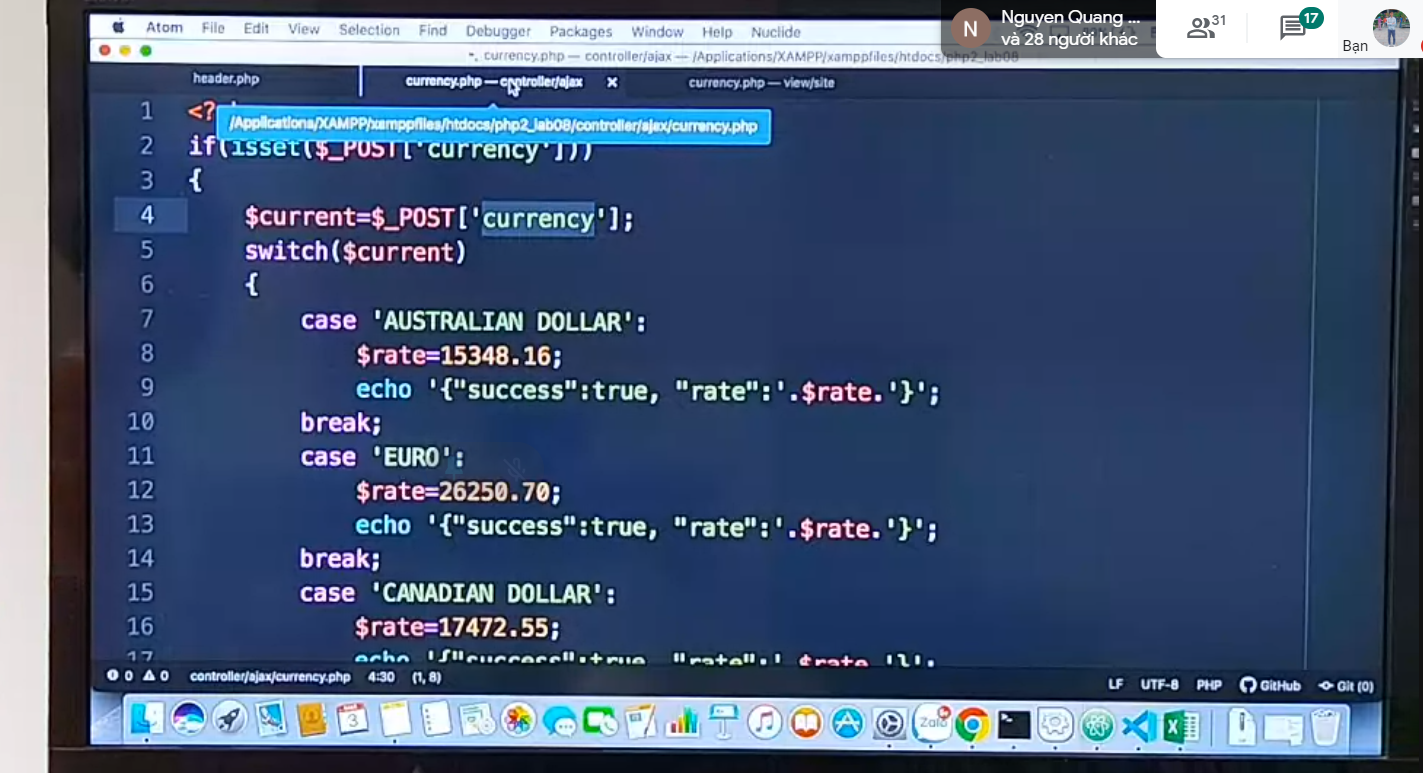 Atom File Edit View Selection Find Debugger Packages Window Help Nuclide
Nguyen Quang ...
và 28 người khác
31
17
Bạn
N
currency.php — controller/ajax — /Applications/XAMPP/xamppfiles/htdocs/php2_lab08
header.php
currency.php — controller/ajax
currency.php — view/site
/Applications/XAMPP/xamppfiles/htdocs/php2_lab08/controller/ajax/currency.php
1 <?
2 if(isset($_POST['currency']))
3 {
4 $current=$_POST['currency'];
5 switch($current)
6 {
7 case 'AUSTRALIAN DOLLAR':
8 $rate=15348.16;
9 echo '{"success":true, "rate":'.$rate.'}';
10 break;
11 case 'EURO':
12 $rate=26250.70;
13 echo '{"success":true, "rate":'.$rate.'}';
14 break;
15 case 'CANADIAN DOLLAR':
16 $rate=17472.55;
17 echo '{"success":true, "rate":'.$rate.'}';
0 0 controller/ajax/currency.php 4:30 (1, 8) LF UTF-8 PHP GitHub Git (0)
3
Zalo